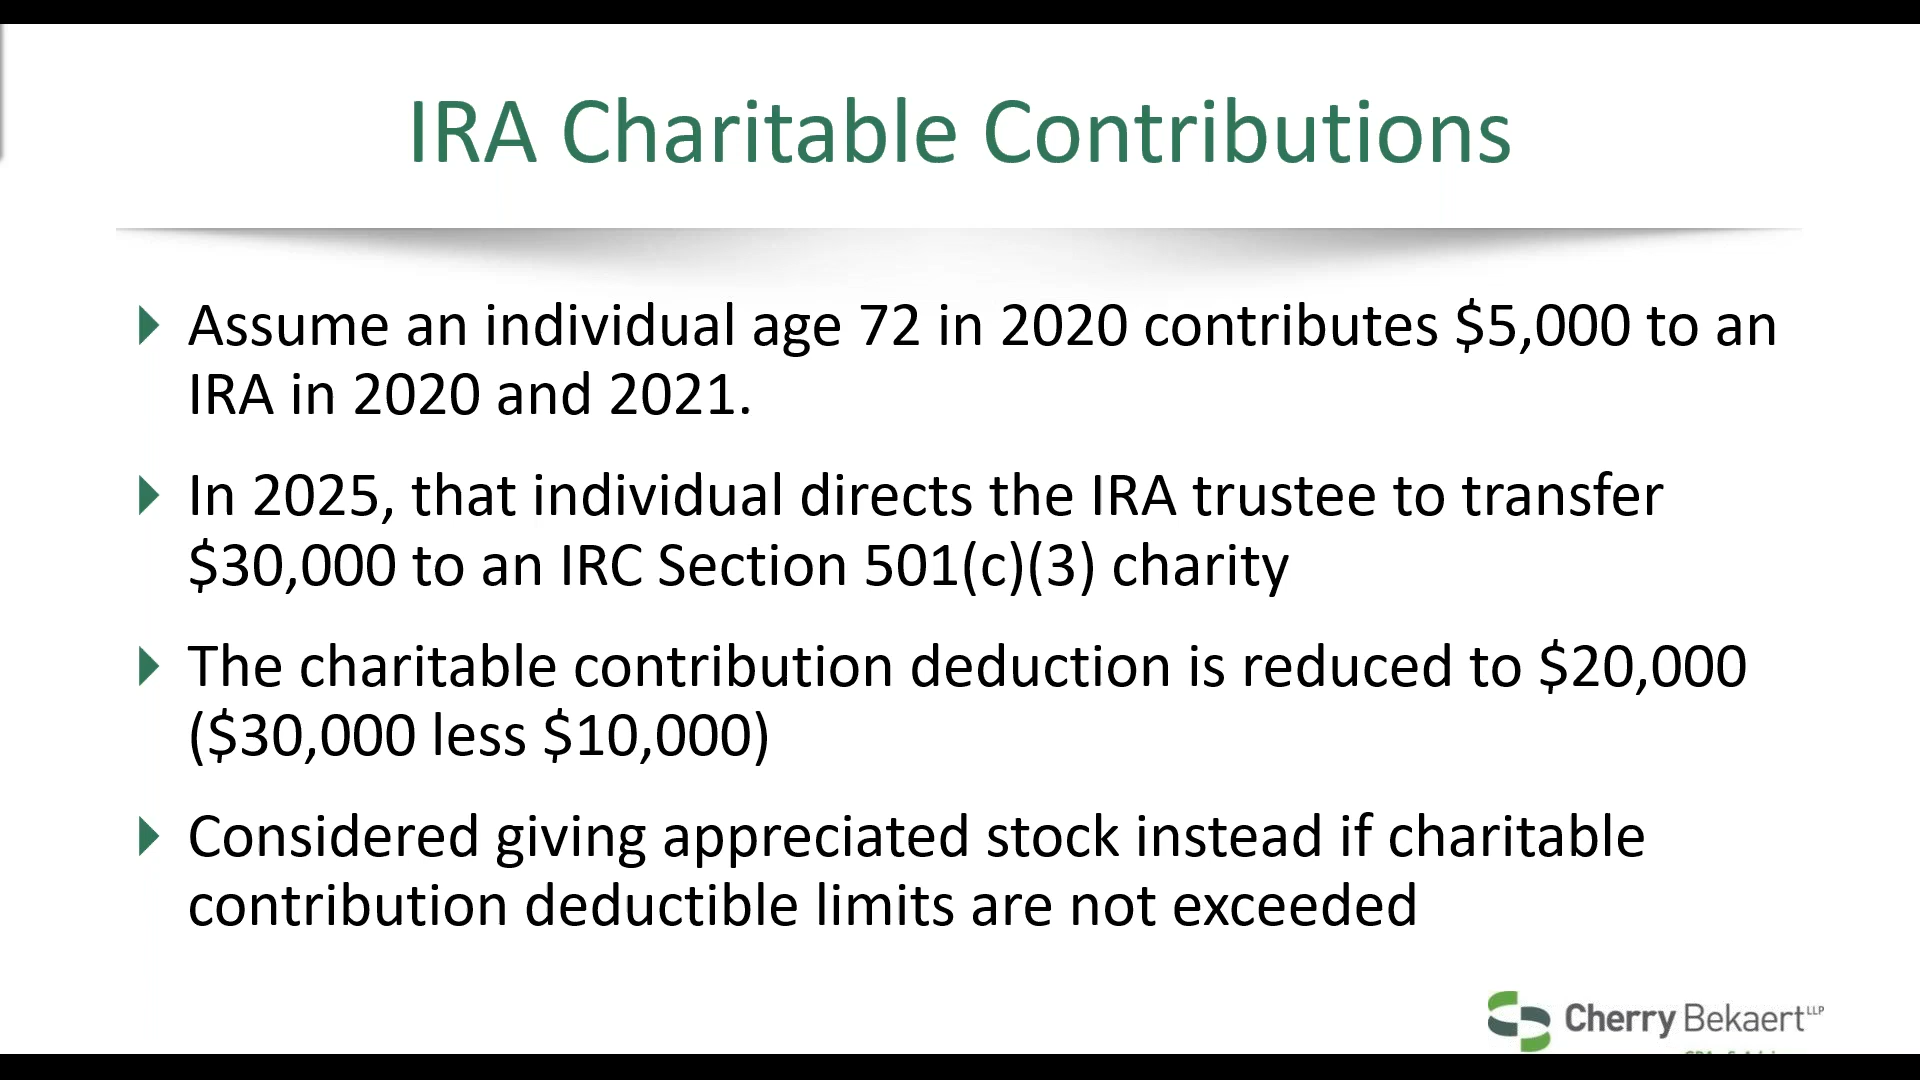 IRA Charitable Contributions
Assume an individual age 72 in 2020 contributes $5,000 to an
IRA in 2020 and 2021.
In 2025, that individual directs the IRA trustee to transfer
$30,000 to an IRC Section 501(c)(3) charity
The charitable contribution deduction is reduced to $20,000
($30,000 less $10,000)
Considered giving appreciated stock instead if charitable
contribution deductible limits are not exceeded
Cherry Bekaert LLP